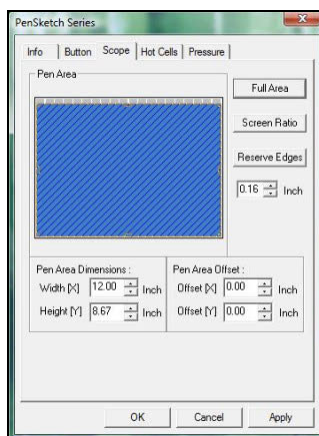 PenSketch Series
Info Button Scope Hot Cells Pressure
Pen Area
Full Area
Screen Ratio
Reserve Edges
0.16 Inch
Pen Area Dimensions :
Width [X] 12.00 Inch
Height [Y] 8.67 Inch
Pen Area Offset :
Offset [X] 0.00 Inch
Offset [Y] 0.00 Inch
OK Cancel Apply